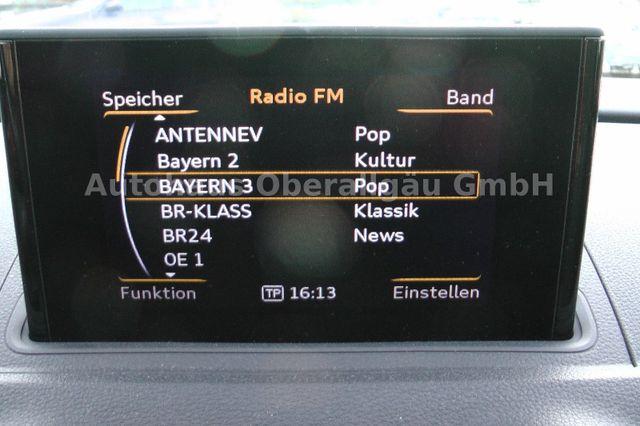 Speicher Radio FM Band
ANTENNEV Pop
Bayern 2 Kultur
BAYERN 3 Pop
Autohaus Oberallgäu GmbH
BR-KLASS Klassik
BR24 News
OE 1
Funktion TP 16:13 Einstellen